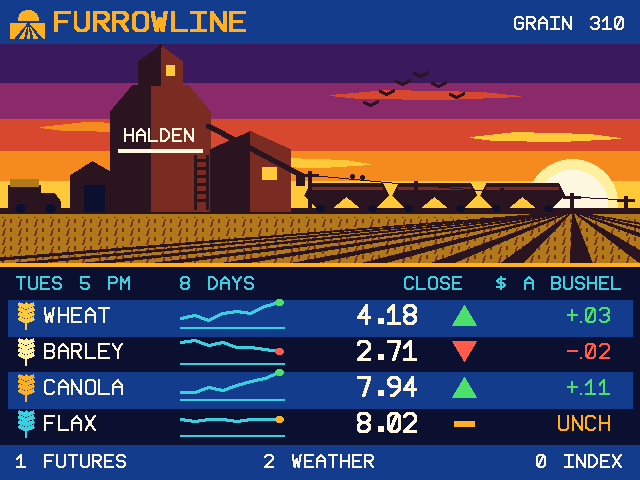 FURROWLINE GRAIN 310
HALDEN
TUES 5 PM 8 DAYS CLOSE $ A BUSHEL
WHEAT 4.18 +.03
BARLEY 2.71 -.02
CANOLA 7.94 +.11
FLAX 8.02 UNCH
1 FUTURES 2 WEATHER 0 INDEX